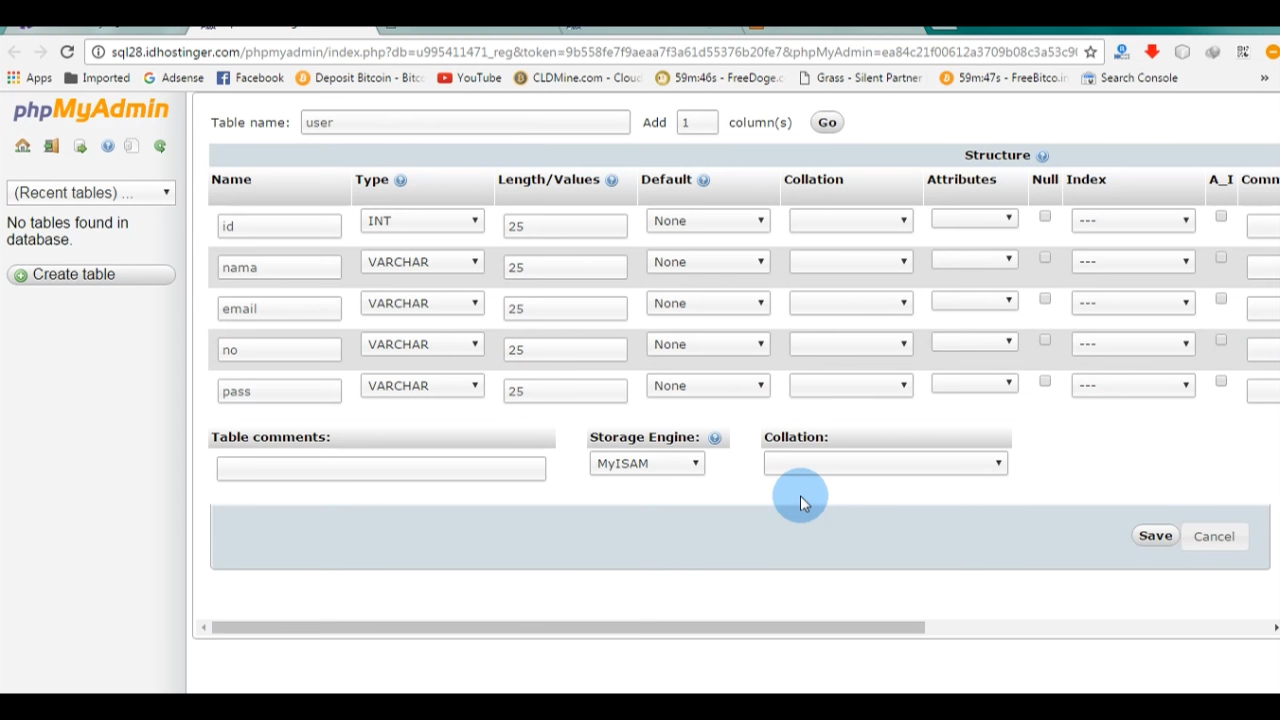 sql28.idhostinger.com/phpmyadmin/index.php?db=u995411471_reg&token=9b558fe7f9aeaa7f3a61d55376b20fe7&phpMyAdmin=ea84c21f00612a3709b08c3a53c9(
Apps Imported Adsense Facebook Deposit Bitcoin - Bitc YouTube CLDMine.com - Cloud 59m:46s - FreeDoge.c Grass - Silent Partner 59m:47s - FreeBitco.in Search Console »
phpMyAdmin
(Recent tables) ...
No tables found in
database.
Create table
Table name: user Add 1 column(s) Go
Structure
Name Type Length/Values Default Collation Attributes Null Index A_I Comm
id INT 25 None ---
nama VARCHAR 25 None ---
email VARCHAR 25 None ---
no VARCHAR 25 None ---
pass VARCHAR 25 None ---
Table comments: Storage Engine: Collation:
MyISAM
Save Cancel